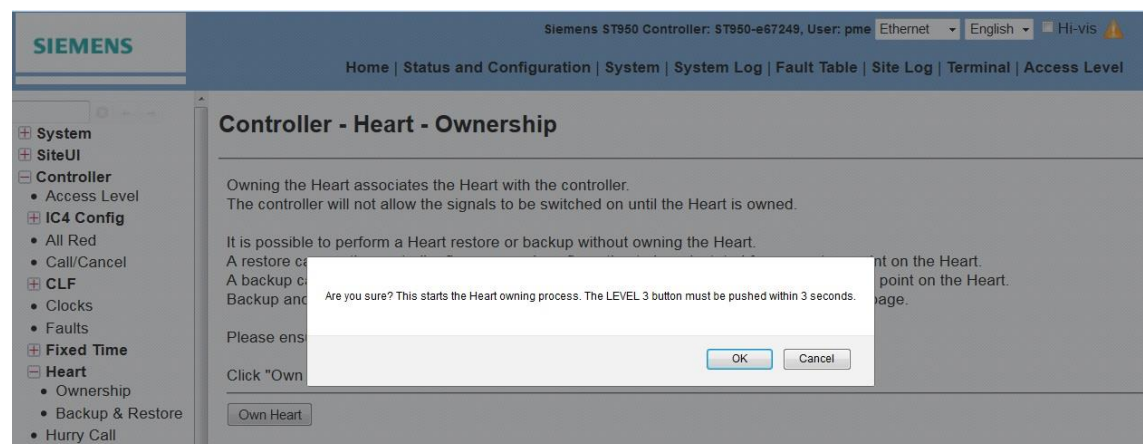 SIEMENS
Siemens ST950 Controller: ST950-e67249, User: pme Ethernet English Hi-vis
Home | Status and Configuration | System | System Log | Fault Table | Site Log | Terminal | Access Level
System
SiteUI
Controller
Access Level
IC4 Config
All Red
Call/Cancel
CLF
Clocks
Faults
Fixed Time
Heart
Ownership
Backup & Restore
Hurry Call
Controller - Heart - Ownership
Owning the Heart associates the Heart with the controller.
The controller will not allow the signals to be switched on until the Heart is owned.
It is possible to perform a Heart restore or backup without owning the Heart.
A restore
on the Heart.
A backup
point on the Heart.
Backup
Please
Click "Own
Are you sure? This starts the Heart owning process. The LEVEL 3 button must be pushed within 3 seconds.
OK Cancel
Own Heart